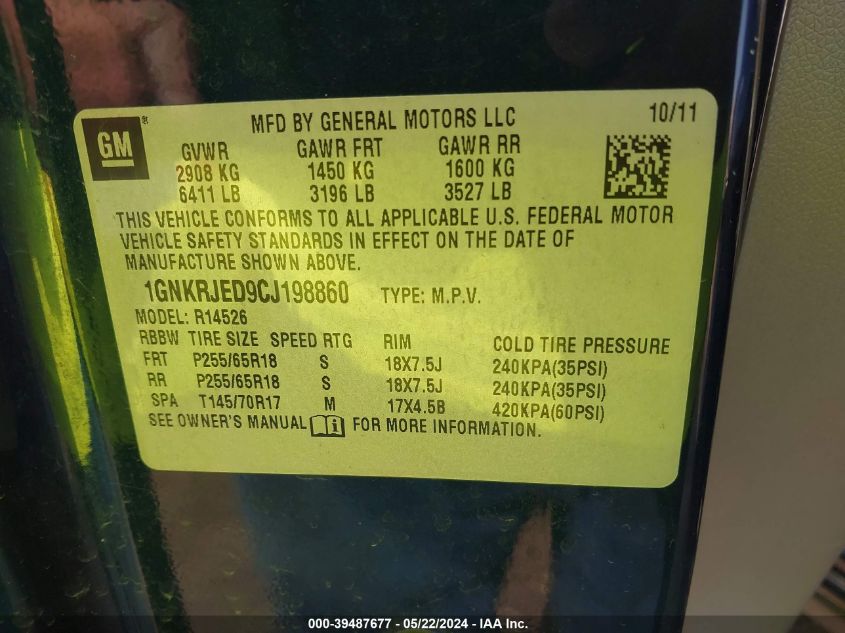 GM
MFD BY GENERAL MOTORS LLC 10/11
GVWR GAWR FRT GAWR RR
2908 KG 1450 KG 1600 KG
6411 LB 3196 LB 3527 LB
THIS VEHICLE CONFORMS TO ALL APPLICABLE U.S. FEDERAL MOTOR
VEHICLE SAFETY STANDARDS IN EFFECT ON THE DATE OF
MANUFACTURE SHOWN ABOVE.
1GNKRJED9CJ198860 TYPE: M.P.V.
MODEL: R14526
RBBW TIRE SIZE SPEED RTG RIM COLD TIRE PRESSURE
FRT P255/65R18 S 18X7.5J 240KPA(35PSI)
RR P255/65R18 S 18X7.5J 240KPA(35PSI)
SPA T145/70R17 M 17X4.5B 420KPA(60PSI)
SEE OWNER'S MANUAL FOR MORE INFORMATION.
000-39487677 - 05/22/2024 - IAA Inc.